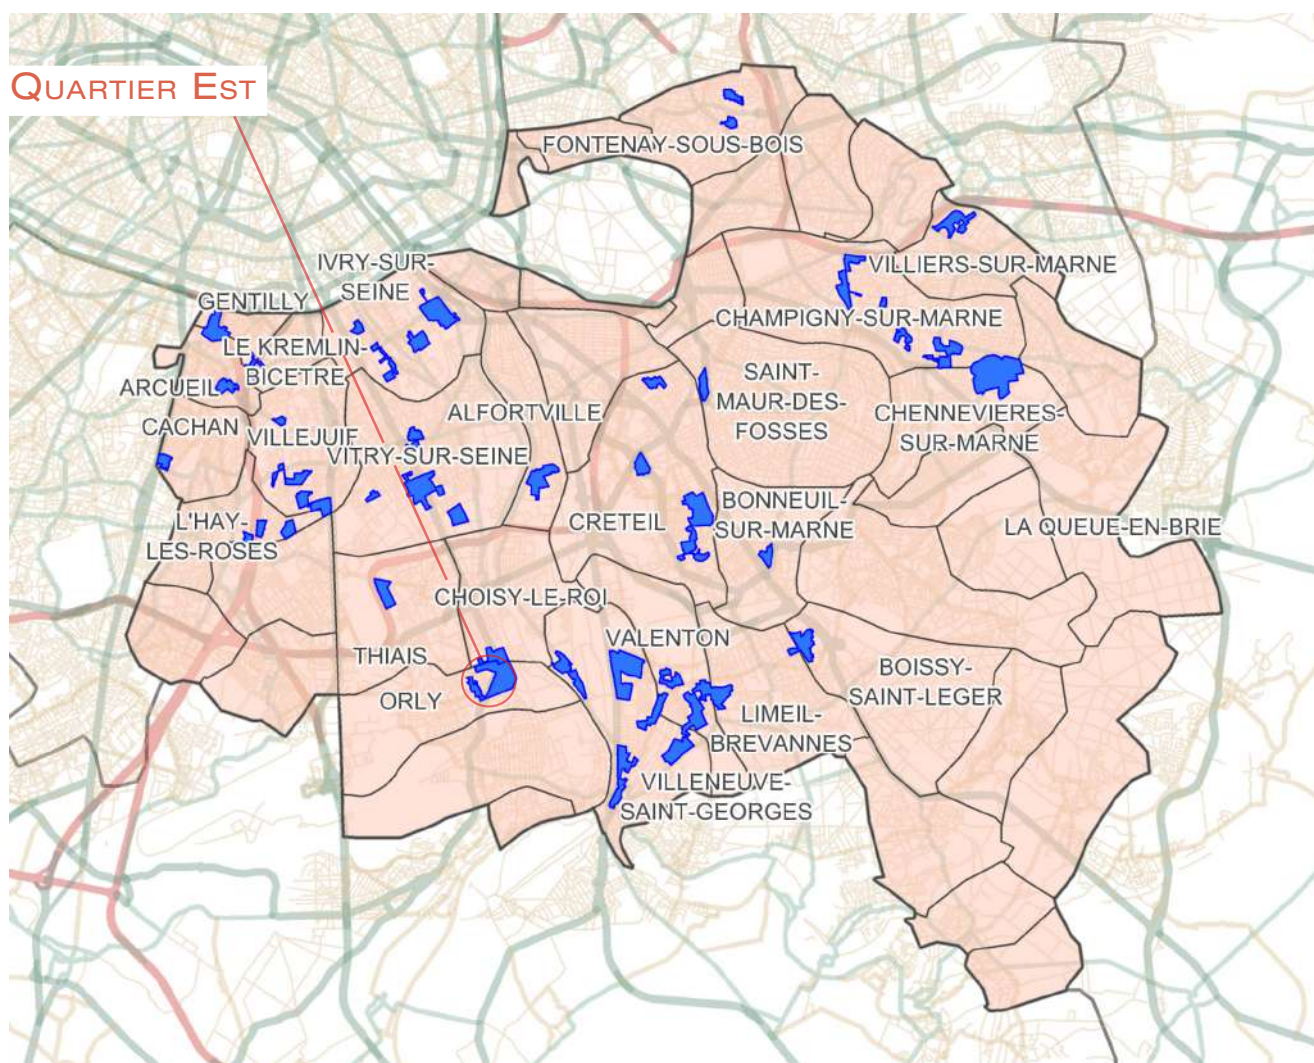 QUARTIER EST
FONTENAY-SOUS-BOIS
IVRY-SUR-
SEINE
VILLIERS-SUR-MARNE
GENTILLY
CHAMPIGNY-SUR-MARNE
LE KREMLIN-
BICETRE
ARCUEIL
SAINT-
MAUR-DES-
FOSSES
ALFORTVILLE
CHENNEVIERES-
SUR-MARNE
CACHAN
VILLEJUIF
VITRY-SUR-SEINE
L'HAY-
LES-ROSES
CRETEIL
BONNEUIL-
SUR-MARNE
LA QUEUE-EN-BRIE
CHOISY-LE-ROI
VALENTON
THIAIS
BOISSY-
SAINT-LEGER
ORLY
LIMEIL-
BREVANNES
VILLENEUVE-
SAINT-GEORGES